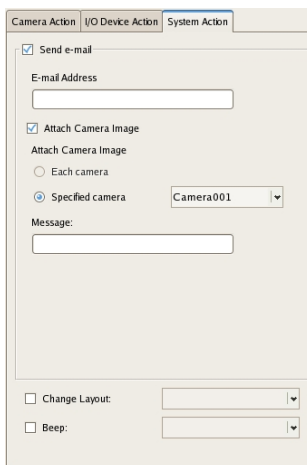 Camera Action I/O Device Action System Action
Send e-mail
E-mail Address
Attach Camera Image
Attach Camera Image
Each camera
Specified camera Camera001
Message:
Change Layout:
Beep: